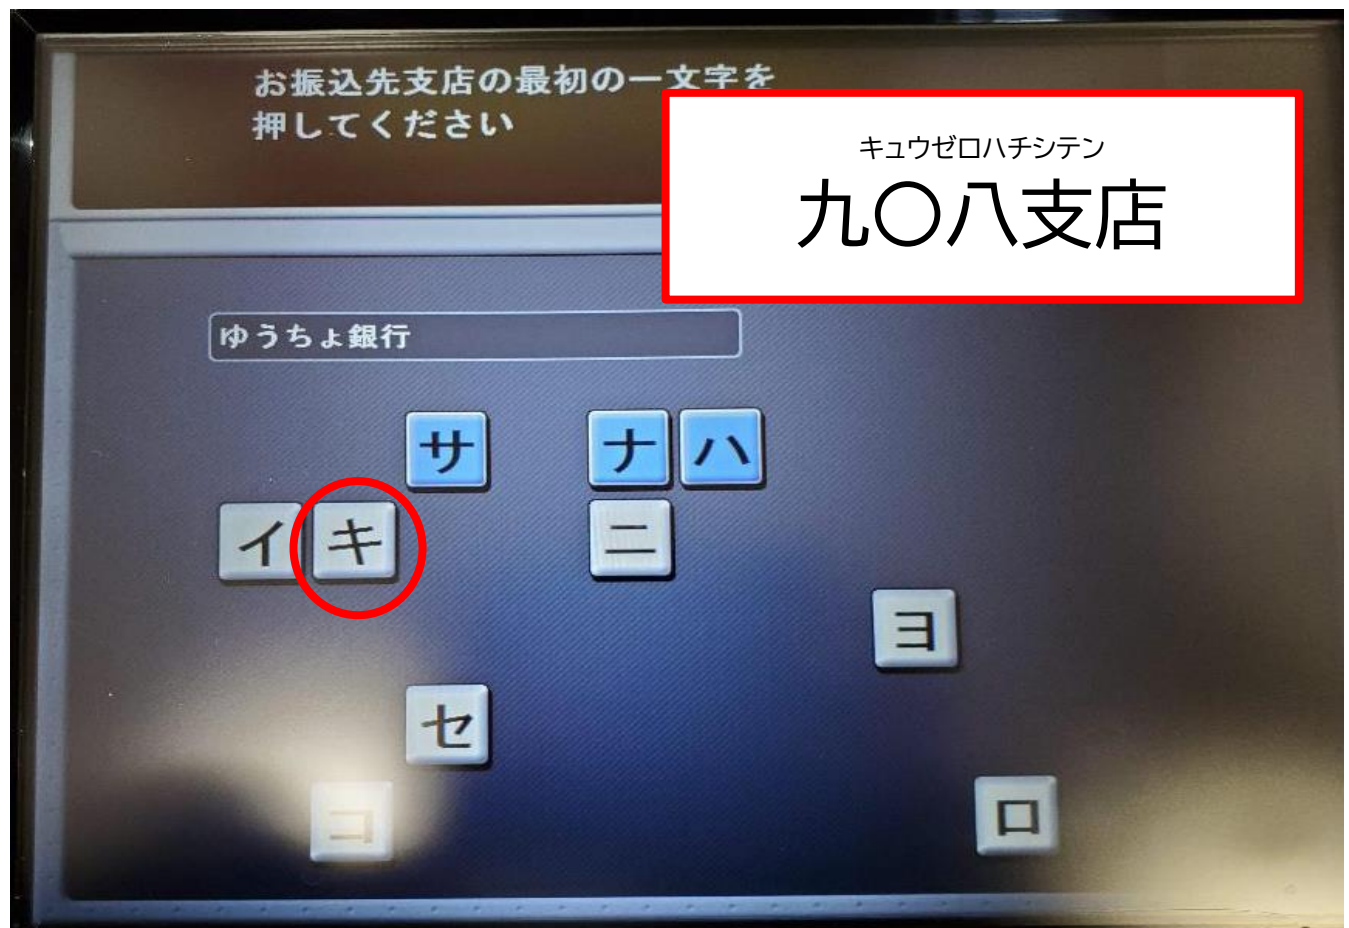 お振込先支店の最初の一文字を
押してください
キュウゼロハチシテン
九〇八支店
ゆうちょ銀行
サ ナ ハ
イ キ ニ
ヨ
セ
コ ロ